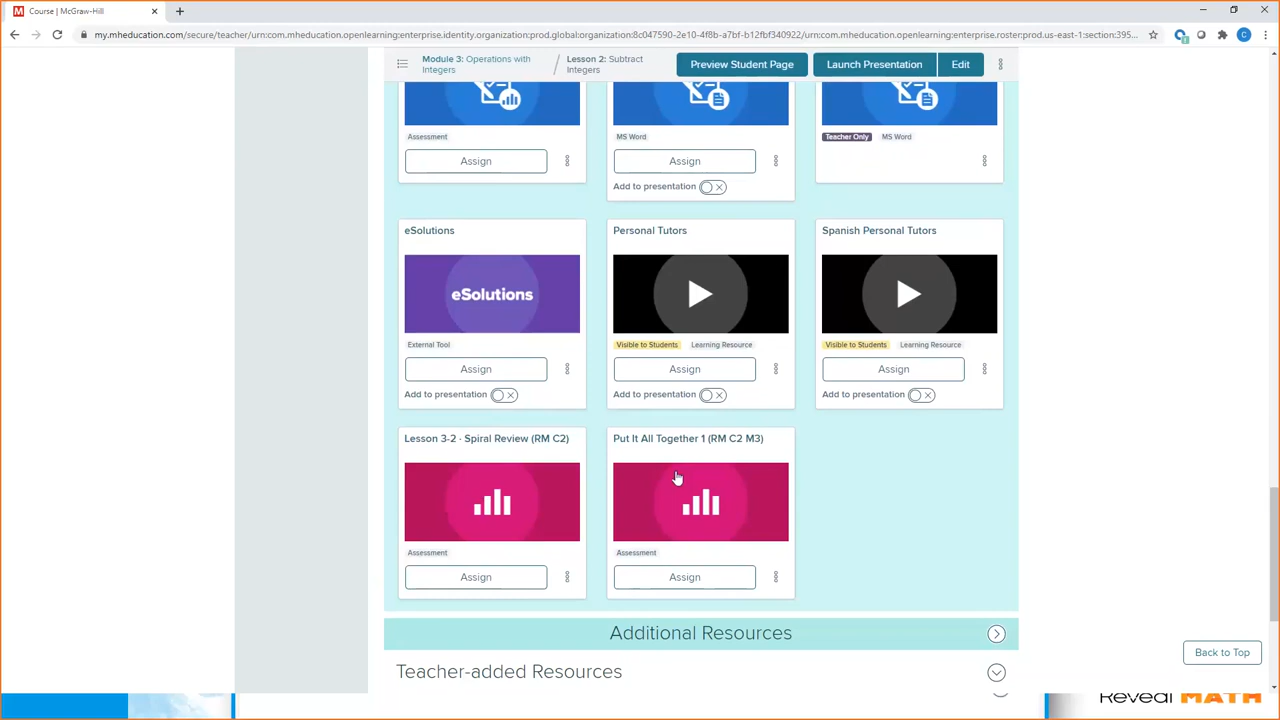 Course | McGraw-Hill
my.mheducation.com/secure/teacher/urn:com.mheducation.openlearning:enterprise.identity.organization:prod.global:organization:8c047590-2e10-4f8b-a7bf-b12fbf340922/urn:com.mheducation.openlearning:enterprise.roster:prod.us-east-1:section:395...
Module 3: Operations with
Integers
Lesson 2: Subtract
Integers
Preview Student Page
Launch Presentation
Edit
Assessment
MS Word
Teacher Only MS Word
Assign
Assign
Add to presentation
eSolutions
Personal Tutors
Spanish Personal Tutors
eSolutions
External Tool
Visible to Students Learning Resource
Visible to Students Learning Resource
Assign
Assign
Assign
Add to presentation
Add to presentation
Add to presentation
Lesson 3-2 - Spiral Review (RM C2)
Put It All Together 1 (RM C2 M3)
Assessment
Assessment
Assign
Assign
Additional Resources
Back to Top
Teacher-added Resources
Reveal MATH